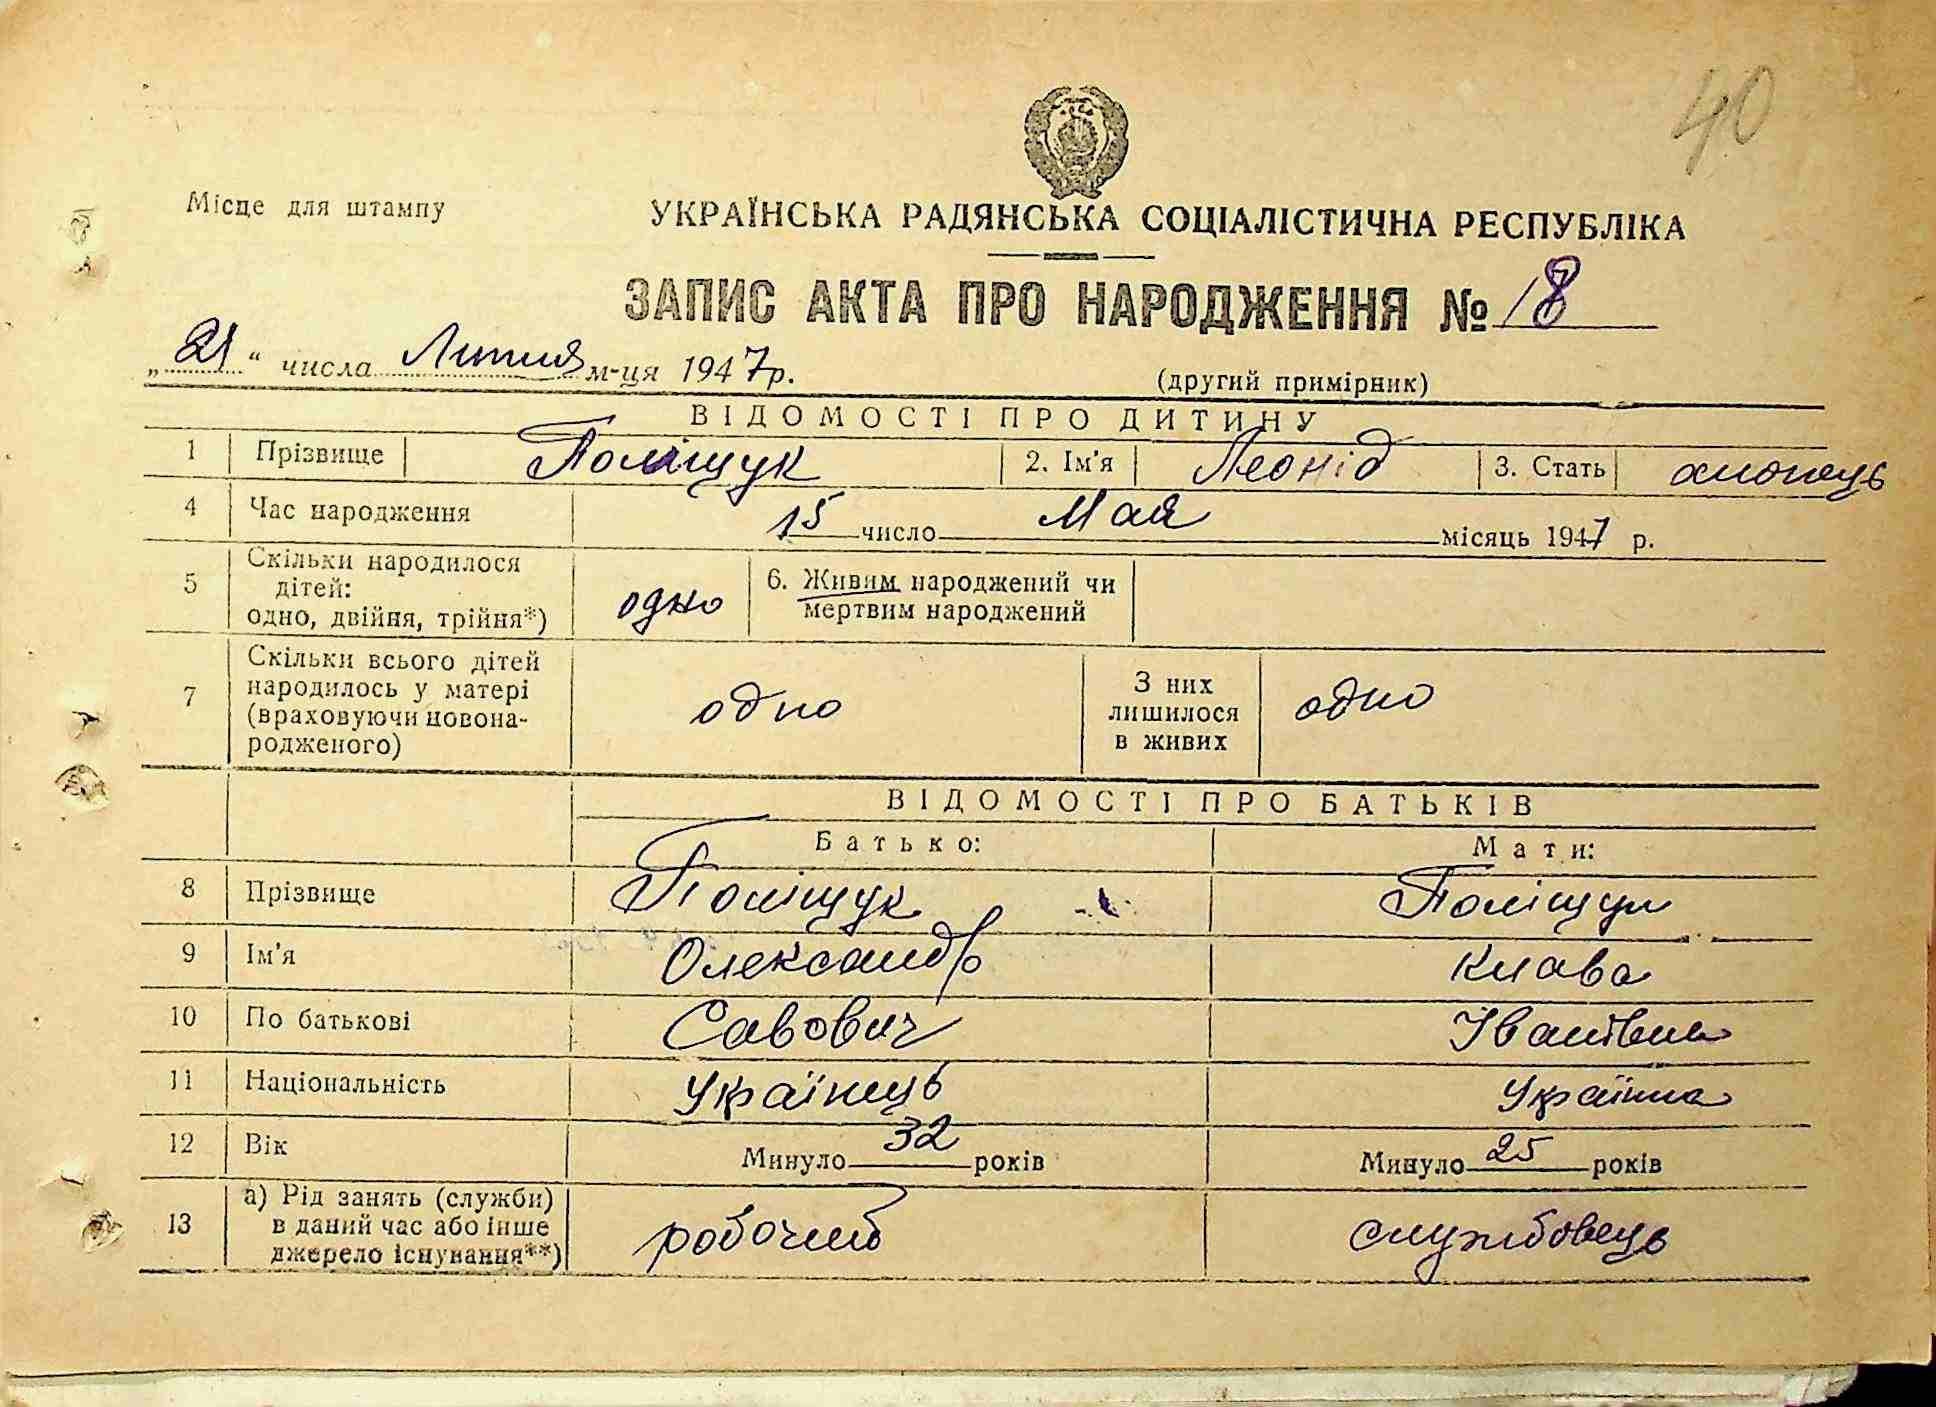 40
Місце для штампу
УКРАЇНСЬКА РАДЯНСЬКА СОЦІАЛІСТИЧНА РЕСПУБЛІКА
ЗАПИС АКТА ПРО НАРОДЖЕННЯ № 18
„21“ числа Липня м-ця 1947р.
(другий примірник)
ВІДОМОСТІ ПРО ДИТИНУ
1 Прізвище Поліщук 2. Ім'я Леонід 3. Стать хлопець
4 Час народження 15 число Мая місяць 1947 р.
5 Скільки народилося
дітей:
одно, двійня, трійня*)
одно
6. Живим народжений чи
мертвим народжений
7 Скільки всього дітей
народилось у матері
(враховуючи новона-
родженого)
одно
З них
лишилося
в живих
одно
ВІДОМОСТІ ПРО БАТЬКІВ
Батько: Мати:
8 Прізвище Поліщук Поліщук
9 Ім'я Олександр Клава
10 По батькові Савович Іванівна
11 Національність Українець Українка
12 Вік Минуло 32 років Минуло 25 років
13 а) Рід занять (служби)
в даний час або інше
джерело існування**)
робочий службовець